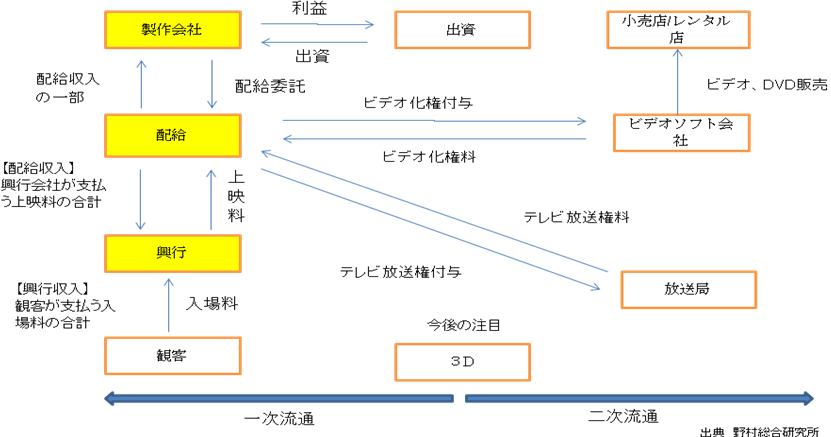 製作会社
利益
出資
出資
小売店/レンタル
店
配給収入
の一部
配給委託
ビデオ、DVD販売
ビデオ化権付与
配給
ビデオソフト会
社
ビデオ化権料
【配給収入】
興行会社が支払
う上映料の合計
上
映
料
テレビ放送権料
興行
テレビ放送権付与
放送局
【興行収入】
観客が支払う入
場料の合計
入場料
今後の注目
観客
３D
一次流通
二次流通
出典　野村総合研究所